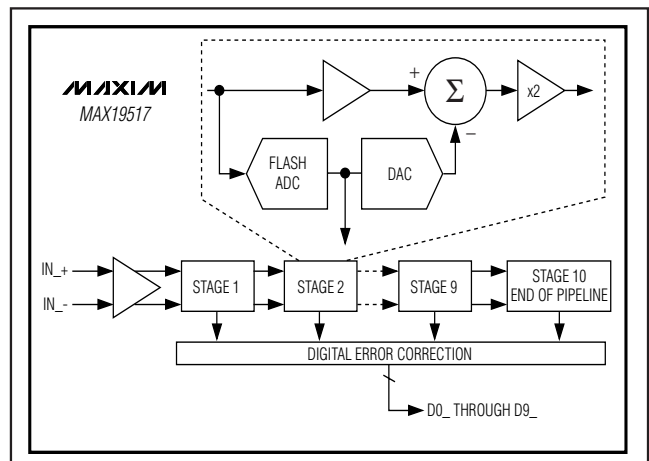 MAXIM
MAX19517
+
Σ
x2
−
FLASH
ADC
DAC
IN_+
IN_-
STAGE 1
STAGE 2
STAGE 9
STAGE 10
END OF PIPELINE
DIGITAL ERROR CORRECTION
D0_ THROUGH D9_